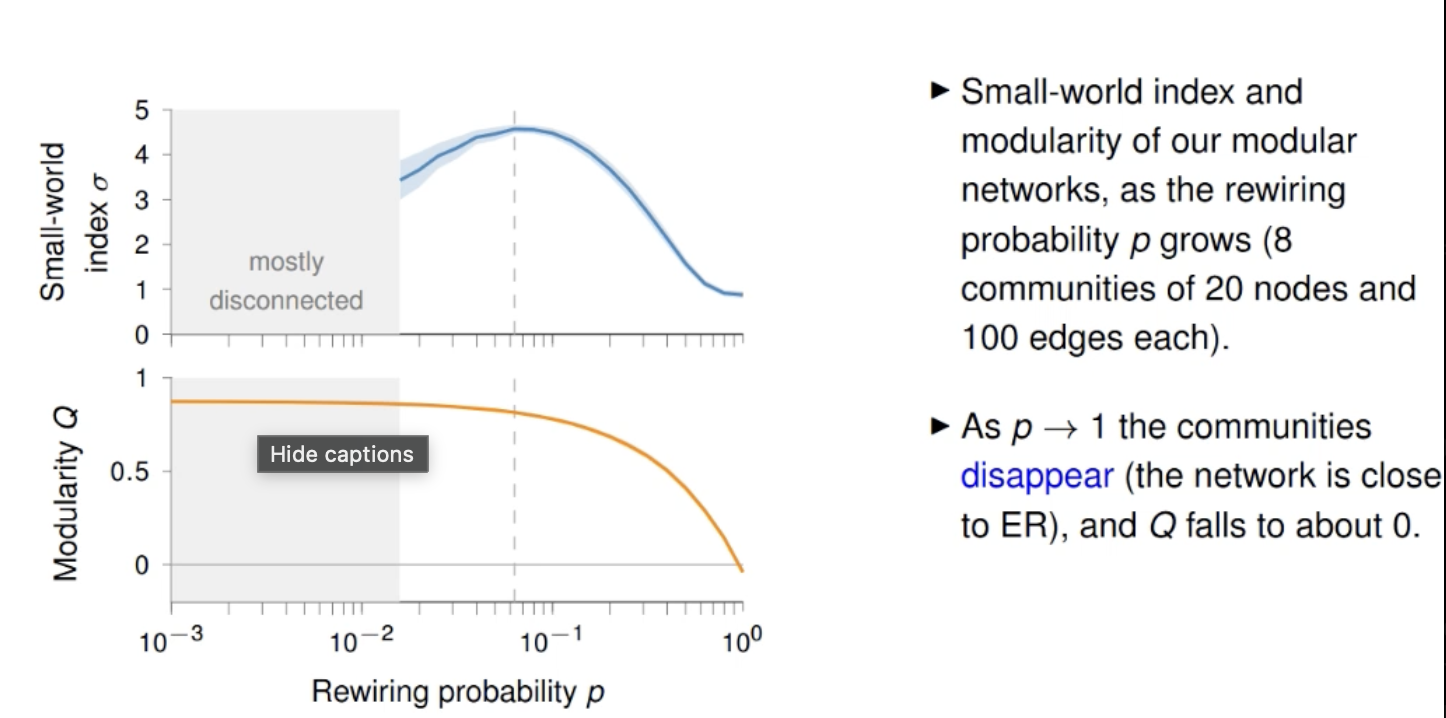 5
4
3
2
1
0
Small-world
index σ
mostly
disconnected
1
0.5
0
Modularity Q
Hide captions
10⁻³
10⁻²
10⁻¹
10⁰
Rewiring probability p
► Small-world index and
modularity of our modular
networks, as the rewiring
probability p grows (8
communities of 20 nodes and
100 edges each).
► As p → 1 the communities
disappear (the network is close
to ER), and Q falls to about 0.